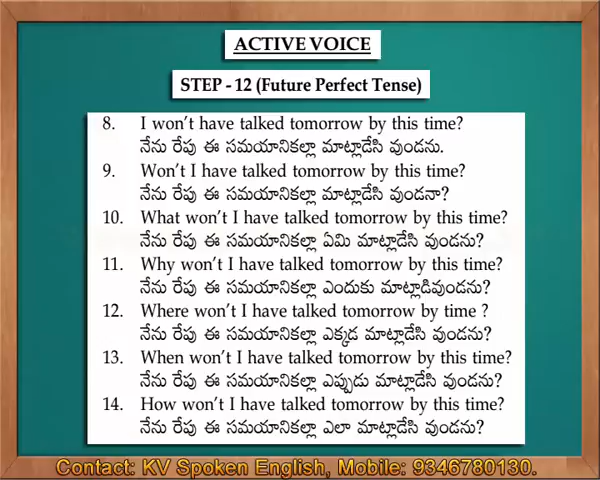 ACTIVE VOICE
STEP - 12 (Future Perfect Tense)
8. I won't have talked tomorrow by this time?
నేను రేపు ఈ సమయానికల్లా మాట్లాడేసి వుండను.
9. Won't I have talked tomorrow by this time?
నేను రేపు ఈ సమయానికల్లా మాట్లాడేసి వుండనా?
10. What won't I have talked tomorrow by this time?
నేను రేపు ఈ సమయానికల్లా ఏమి మాట్లాడేసి వుండను?
11. Why won't I have talked tomorrow by this time?
నేను రేపు ఈ సమయానికల్లా ఎందుకు మాట్లాడివుండను?
12. Where won't I have talked tomorrow by time ?
నేను రేపు ఈ సమయానికల్లా ఎక్కడ మాట్లాడేసి వుండను?
13. When won't I have talked tomorrow by this time?
నేను రేపు ఈ సమయానికల్లా ఎప్పుడు మాట్లాడేసి వుండను?
14. How won't I have talked tomorrow by this time?
నేను రేపు ఈ సమయానికల్లా ఎలా మాట్లాడేసి వుండను?
Contact: KV Spoken English, Mobile: 9346780130.